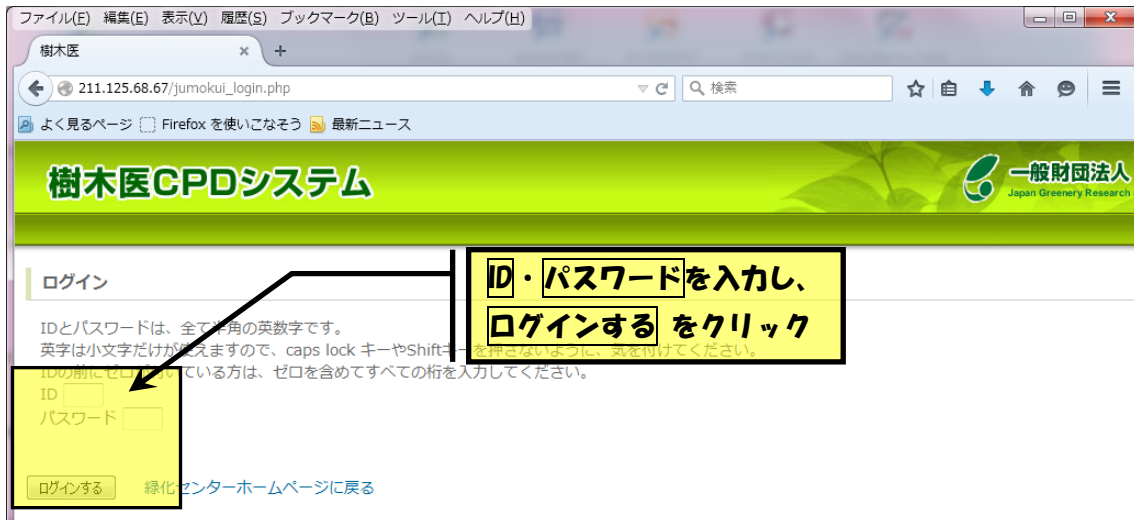 ファイル(F) 編集(E) 表示(V) 履歴(S) ブックマーク(B) ツール(T) ヘルプ(H)
樹木医 × +
211.125.68.67/jumokui_login.php 検索
よく見るページ Firefox を使いこなそう 最新ニュース
樹木医CPDシステム
一般財団法人
Japan Greenery Research
ID・パスワードを入力し、
ログインする をクリック
ログイン
IDとパスワードは、全て半角の英数字です。
英字は小文字だけが使えますので、caps lock キーやShiftキーを押さないように、気を付けてください。
IDの前にゼロが付いている方は、ゼロを含めてすべての桁を入力してください。
ID
パスワード
ログインする 緑化センターホームページに戻る